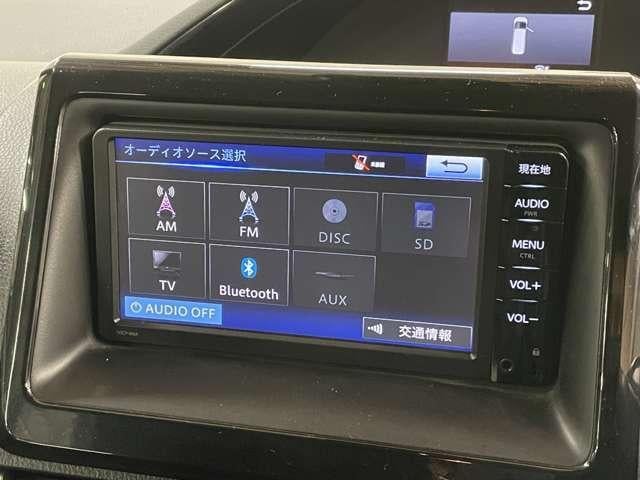 オーディオソース選択
AM
FM
DISC
SD
TV
Bluetooth
AUX
AUDIO OFF
交通情報
現在地
AUDIO
PWR
MENU
CTRL
VOL+
VOL−